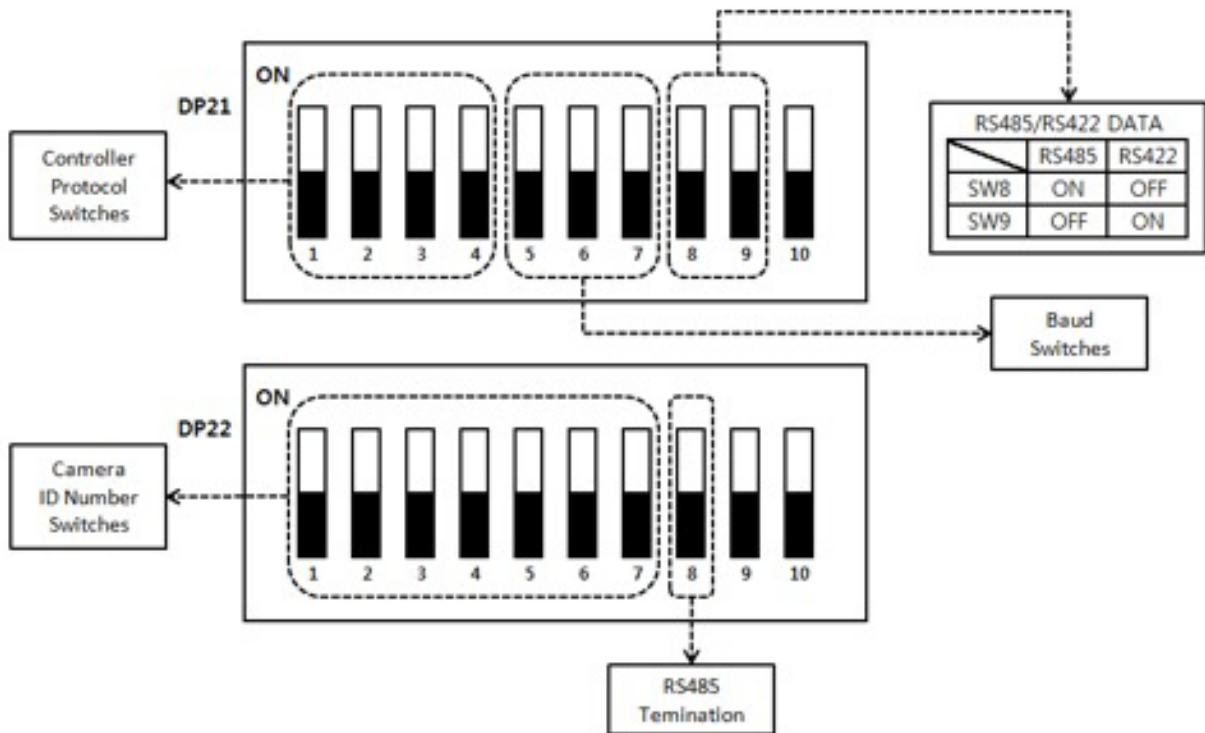 ON
DP21
Controller
Protocol
Switches
1 2 3 4 5 6 7 8 9 10
RS485/RS422 DATA
RS485 RS422
SW8 ON OFF
SW9 OFF ON
Baud
Switches
ON
DP22
Camera
ID Number
Switches
1 2 3 4 5 6 7 8 9 10
RS485
Temination